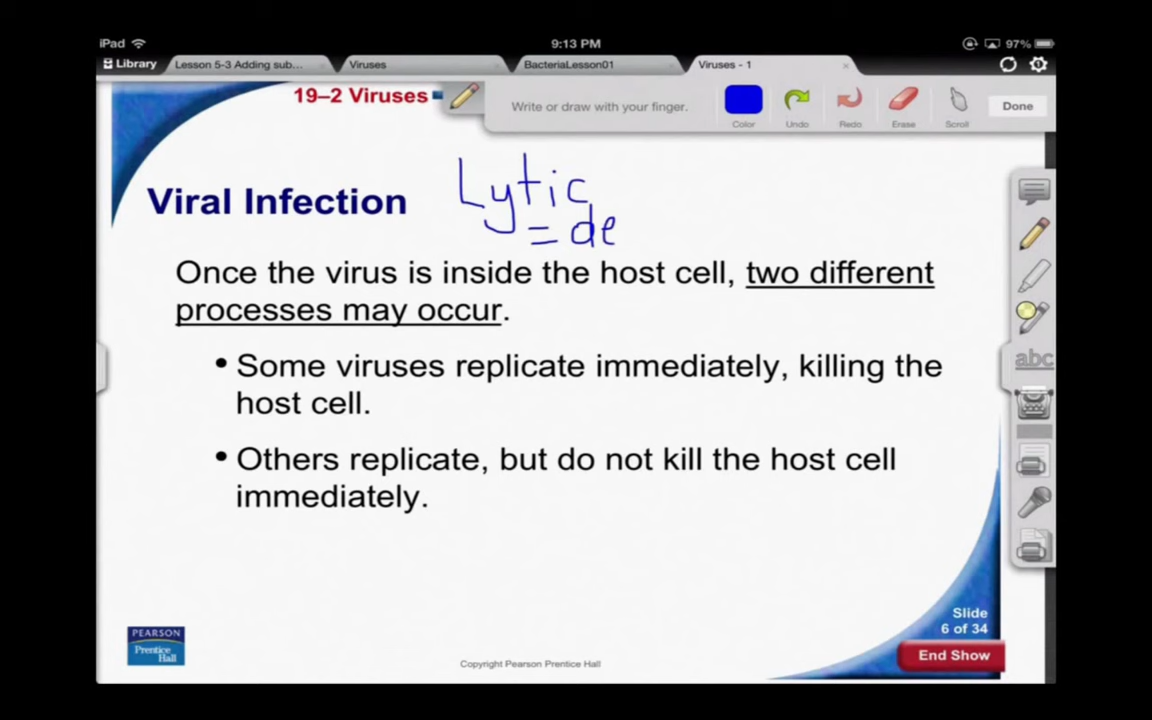 iPad 9:13 PM 97%
Library Lesson 5-3 Adding sub... Viruses BacteriaLesson01 Viruses - 1
19–2 Viruses
Write or draw with your finger.
Color Undo Redo Erase Scroll Done
Lytic
Viral Infection
= de
Once the virus is inside the host cell, two different
processes may occur.
• Some viruses replicate immediately, killing the
host cell.
• Others replicate, but do not kill the host cell
immediately.
abc
Slide
6 of 34
End Show
PEARSON
Prentice
Hall
Copyright Pearson Prentice Hall